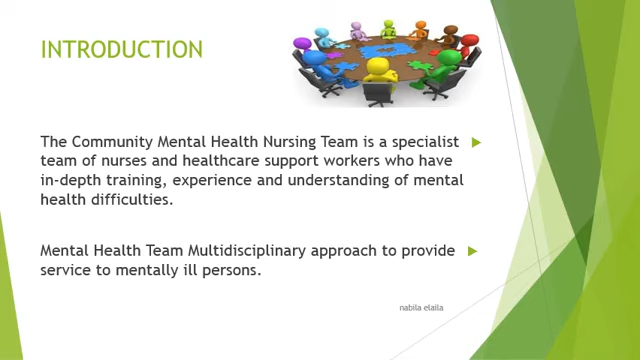 INTRODUCTION
The Community Mental Health Nursing Team is a specialist
team of nurses and healthcare support workers who have
in-depth training, experience and understanding of mental
health difficulties.
Mental Health Team Multidisciplinary approach to provide
service to mentally ill persons.
nabila elaila